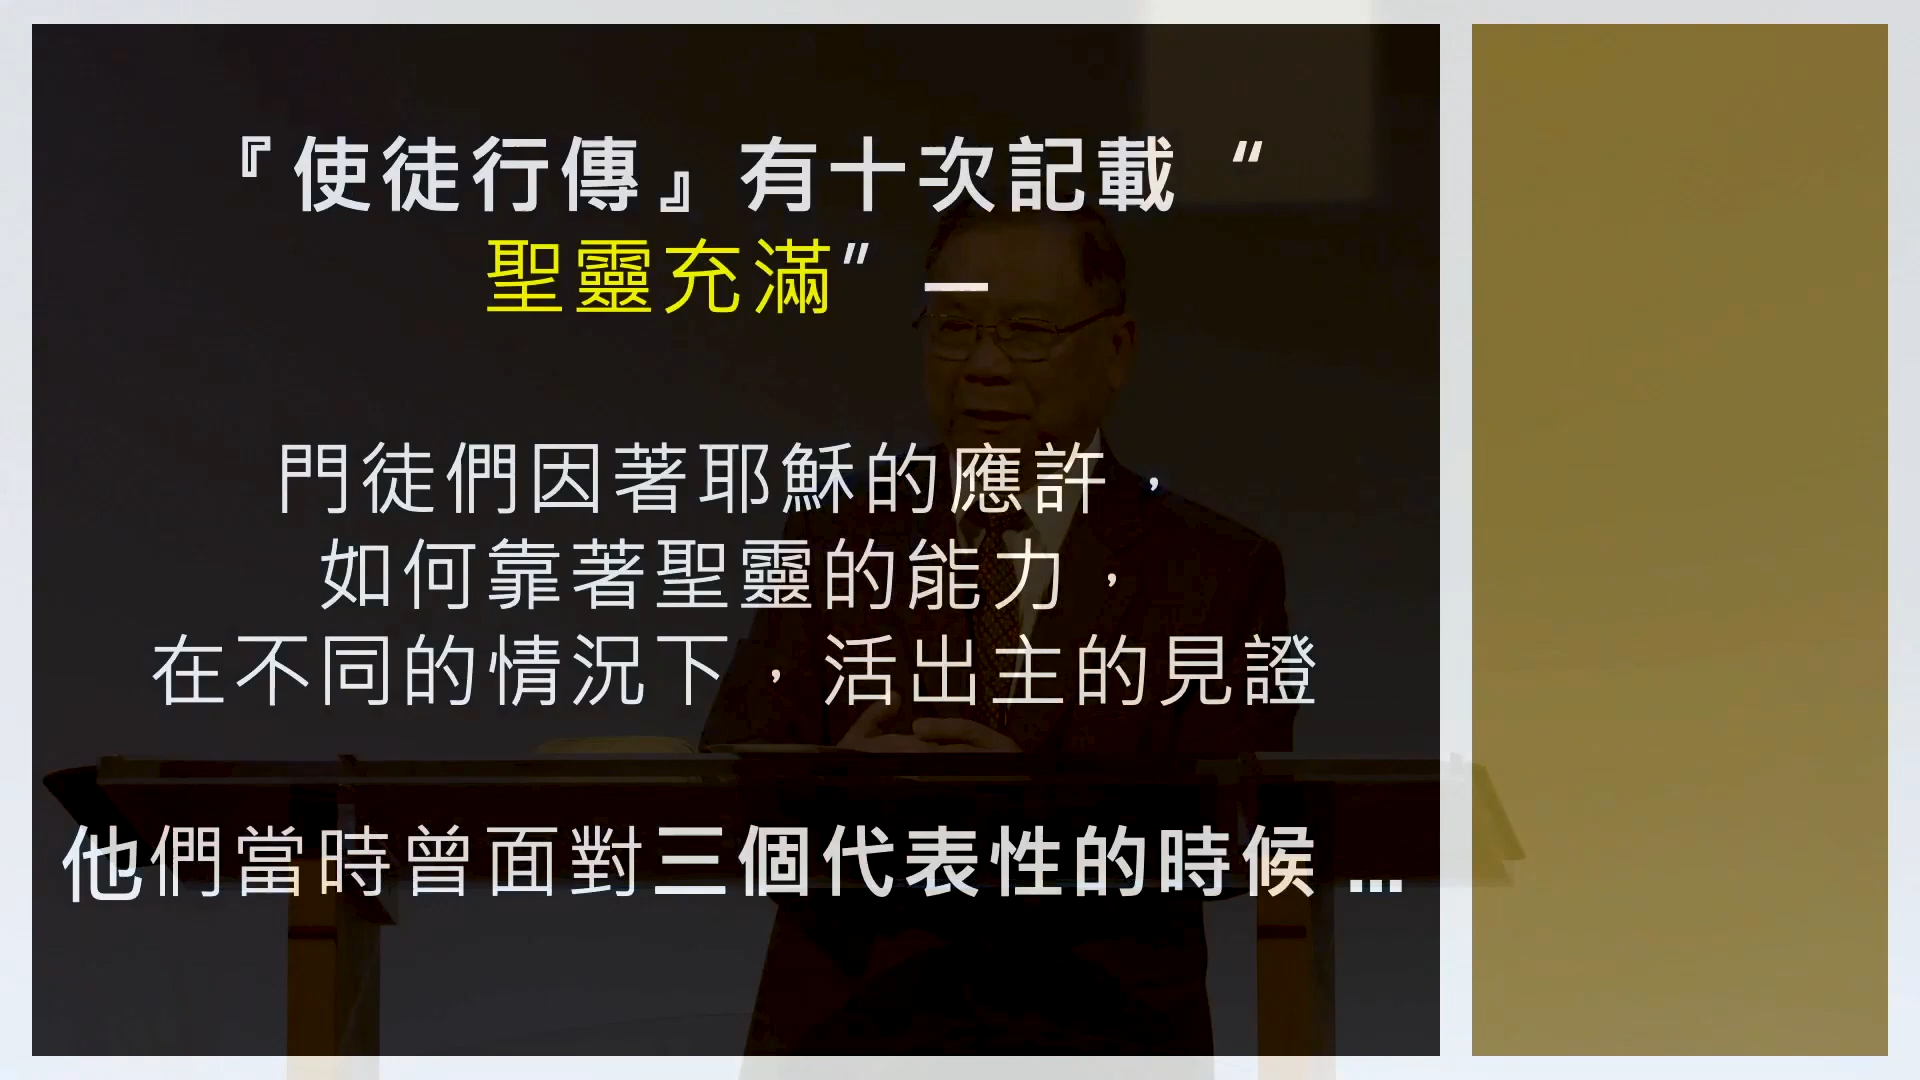 『使徒行傳』有十次記載 “
聖靈充滿” —
門徒們因著耶穌的應許，
如何靠著聖靈的能力，
在不同的情況下，活出主的見證
他們當時曾面對三個代表性的時候 ...